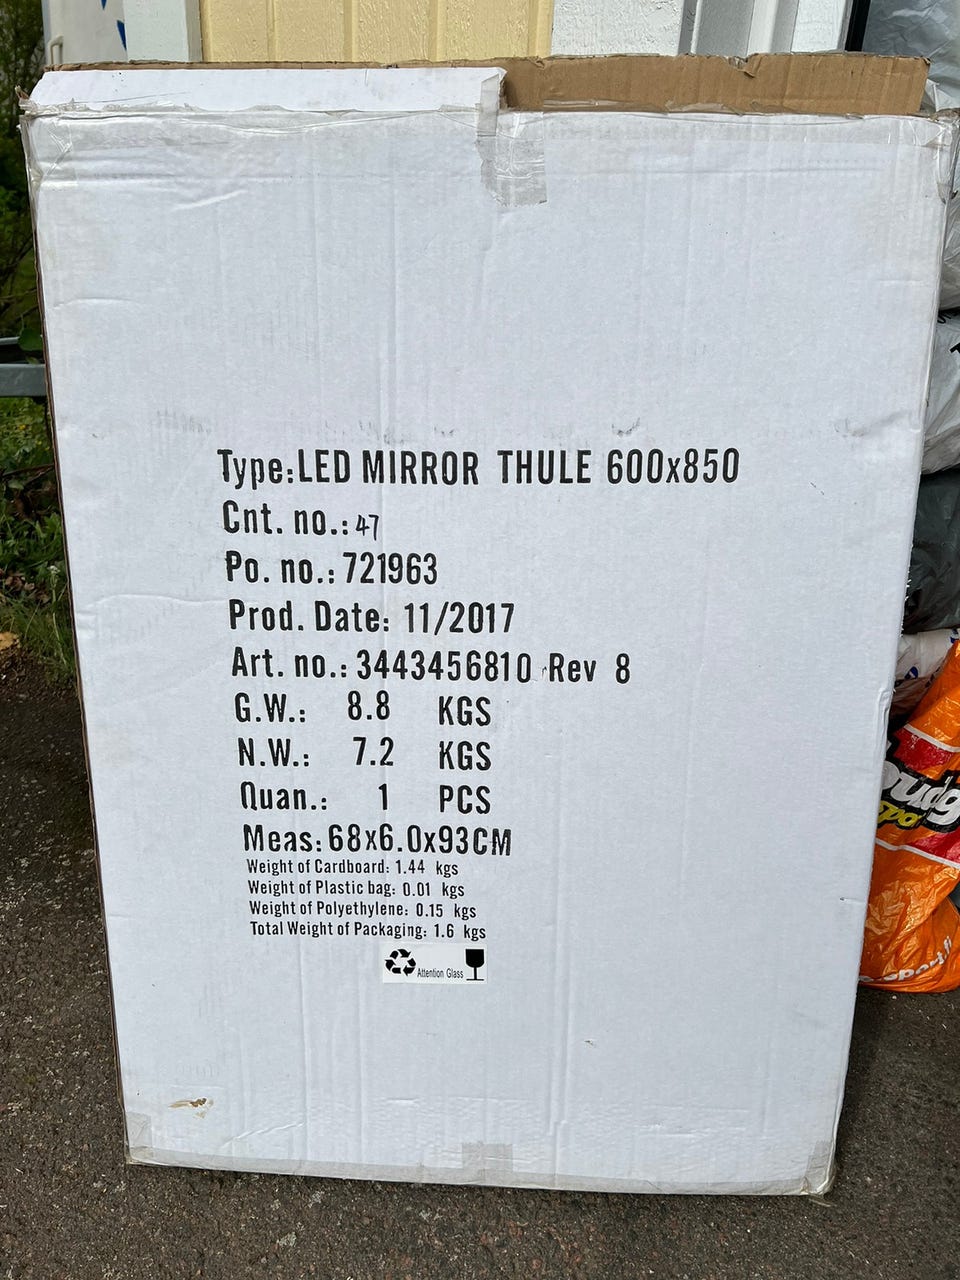 Type:LED MIRROR THULE 600x850
Cnt. no.:47
Po. no.:721963
Prod. Date: 11/2017
Art. no.:3443456810 Rev 8
G.W.: 8.8 KGS
N.W.: 7.2 KGS
Quan.: 1 PCS
Meas:68x6.0x93CM
Weight of Cardboard: 1.44 kgs
Weight of Plastic bag: 0.01 kgs
Weight of Polyethylene: 0.15 kgs
Total Weight of Packaging: 1.6 kgs
Attention Glass